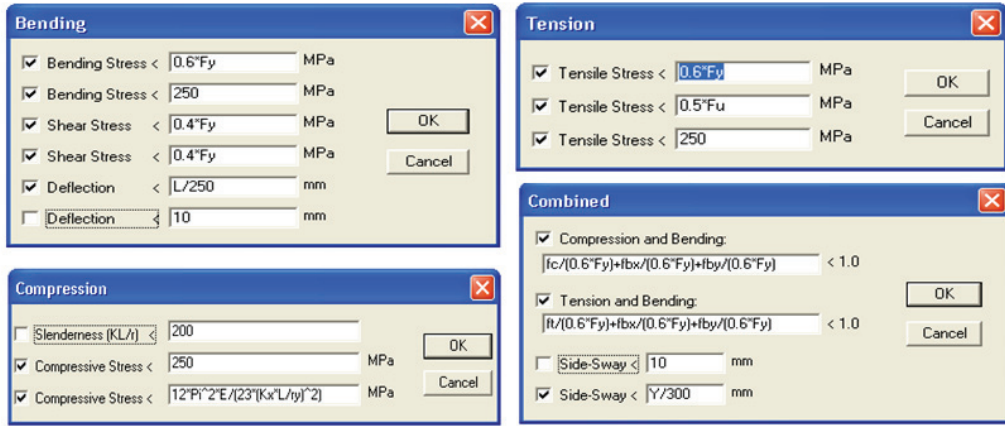 Bending
Bending Stress < 0.6*Fy MPa
Bending Stress < 250 MPa
Shear Stress < 0.4*Fy MPa
Shear Stress < 0.4*Fy MPa
Deflection < L/250 mm
Deflection < 10 mm
OK
Cancel
Tension
Tensile Stress < 0.6*Fy MPa
Tensile Stress < 0.5*Fu MPa
Tensile Stress < 250 MPa
OK
Cancel
Compression
Slenderness (KL/r) < 200
Compressive Stress < 250 MPa
Compressive Stress < 12*Pi^2*E/(23*(Kx*L/ry)^2) MPa
OK
Cancel
Combined
Compression and Bending:
fc/(0.6*Fy)+fbx/(0.6*Fy)+fby/(0.6*Fy) < 1.0
Tension and Bending:
ft/(0.6*Fy)+fbx/(0.6*Fy)+fby/(0.6*Fy) < 1.0
Side-Sway < 10 mm
Side-Sway < Y/300 mm
OK
Cancel